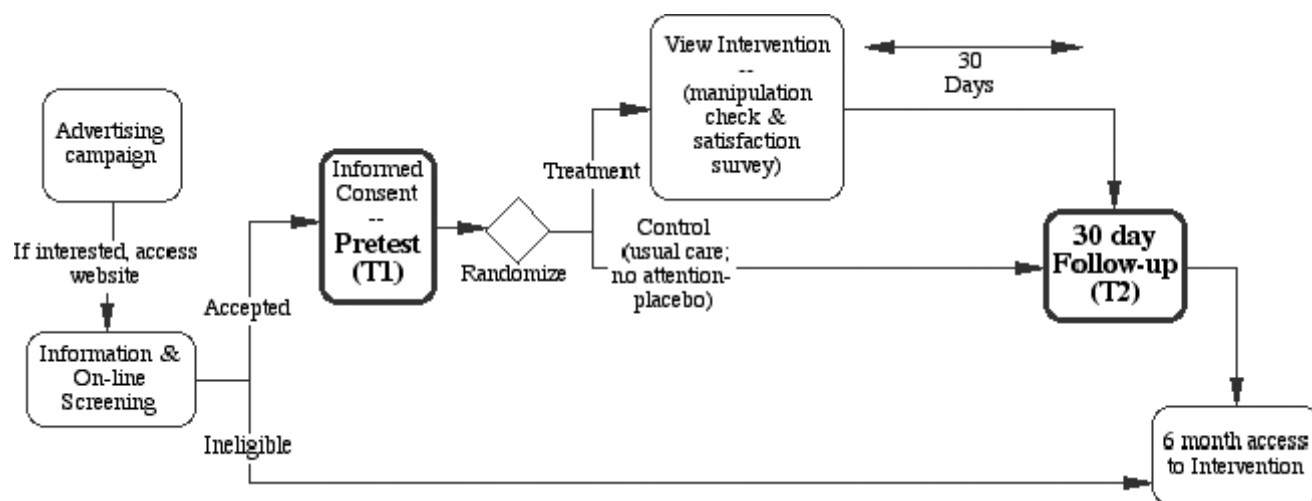 Advertising
campaign
If interested, access
website
Information &
On-line
Screening
Accepted
Ineligible
Informed
Consent
--
Pretest
(T1)
Randomize
Treatment
View Intervention
--
(manipulation
check &
satisfaction
survey)
30
Days
Control
(usual care;
no attention-
placebo)
30 day
Follow-up
(T2)
6 month access
to Intervention